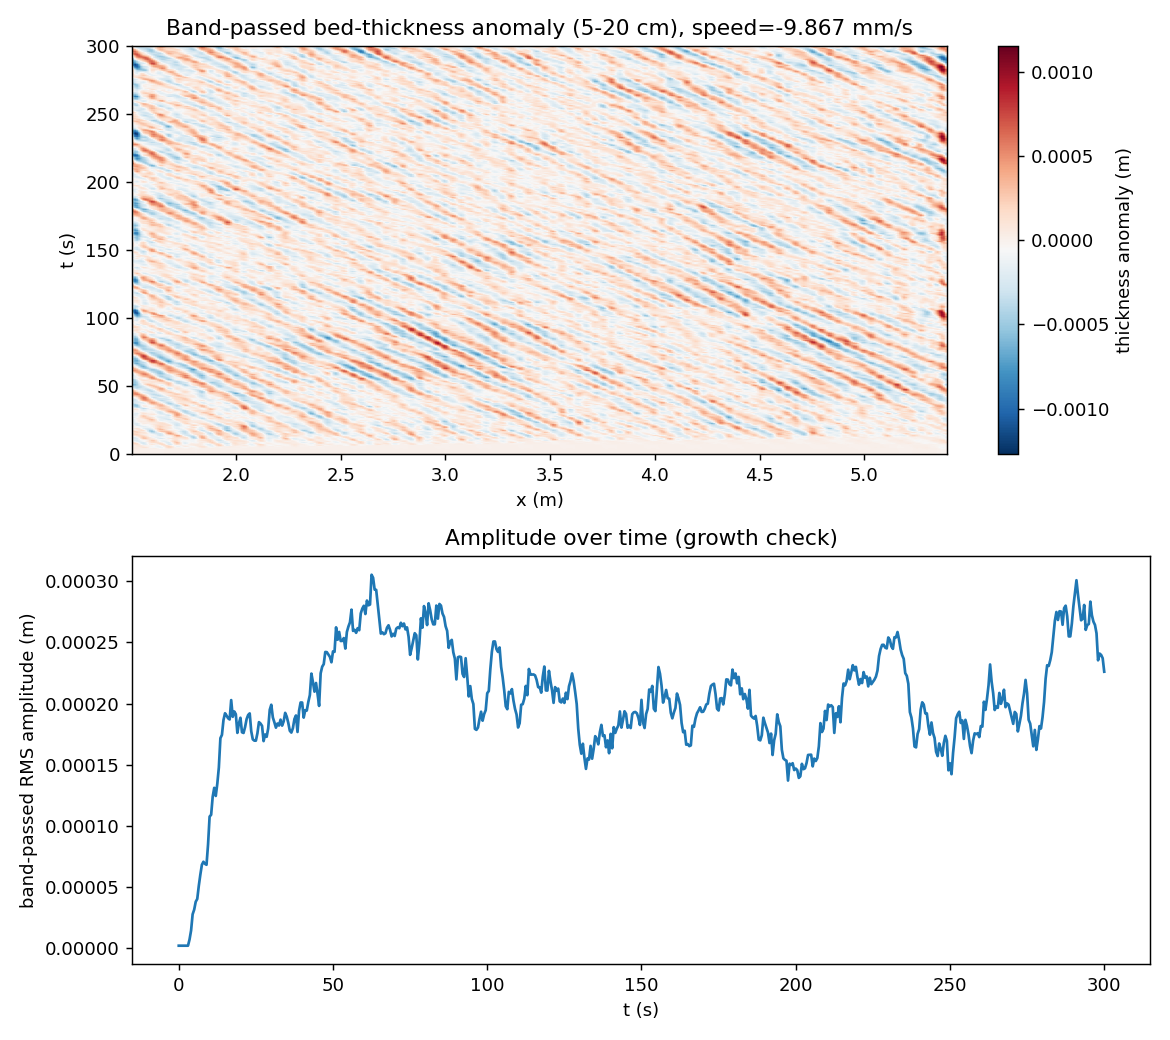 Band-passed bed-thickness anomaly (5-20 cm), speed=-9.867 mm/s
300
250
200
150
100
50
0
t (s)
2.0 2.5 3.0 3.5 4.0 4.5 5.0
x (m)
0.0010
0.0005
0.0000
−0.0005
−0.0010
thickness anomaly (m)
Amplitude over time (growth check)
0.00030
0.00025
0.00020
0.00015
0.00010
0.00005
0.00000
band-passed RMS amplitude (m)
0 50 100 150 200 250 300
t (s)